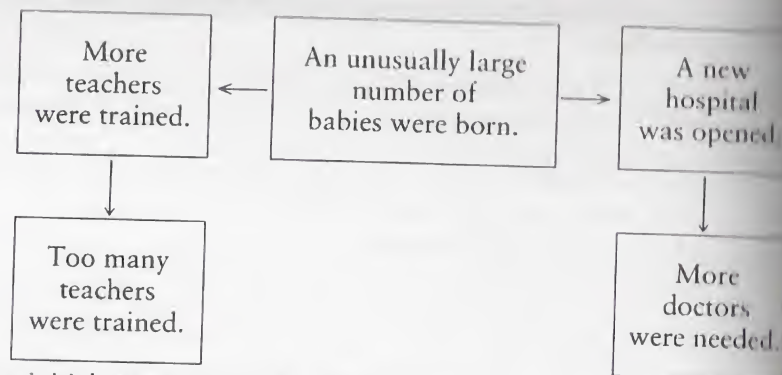 More
teachers
were trained.
An unusually large
number of
babies were born.
A new
hospital
was opened.
Too many
teachers
were trained.
More
doctors
were needed.